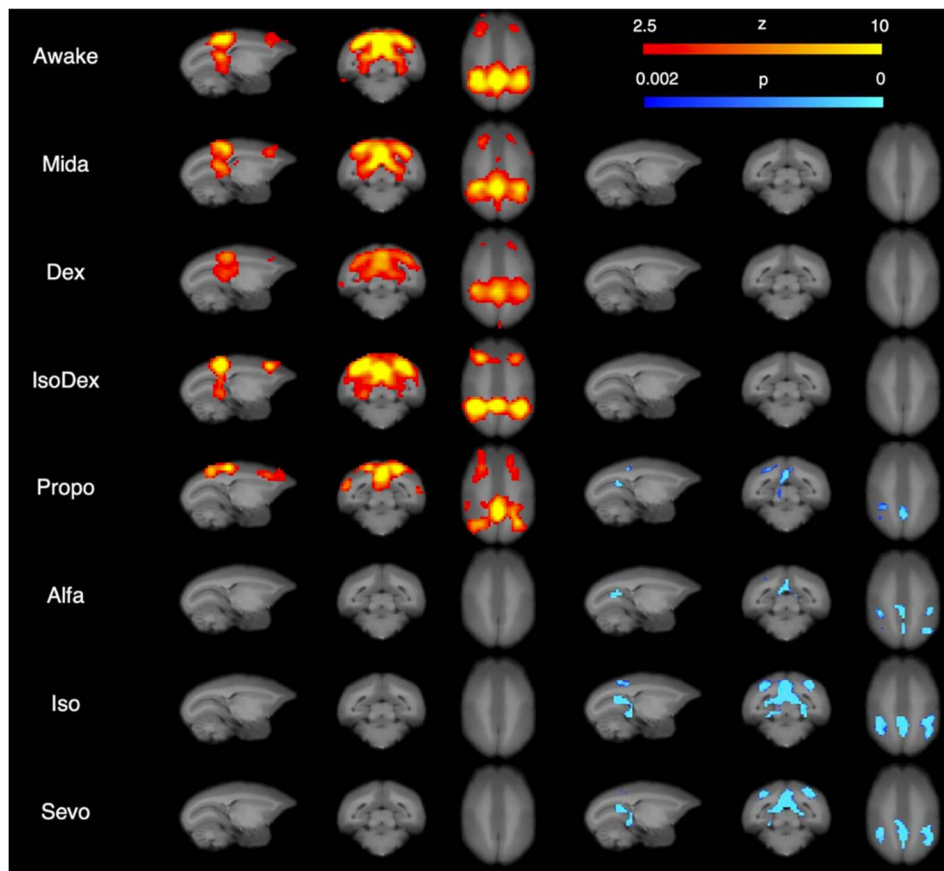 Awake
2.5 z 10
0.002 p 0
Mida
Dex
IsoDex
Propo
Alfa
Iso
Sevo